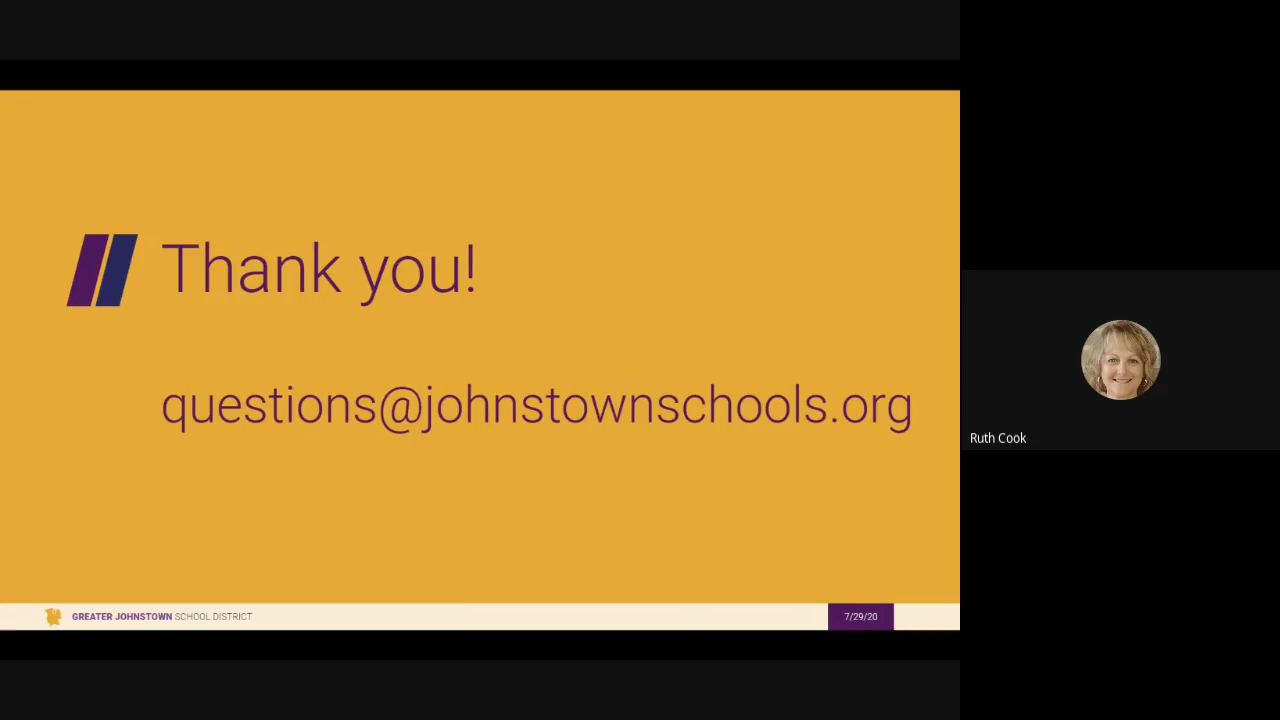 Thank you!
questions@johnstownschools.org
Ruth Cook
GREATER JOHNSTOWN SCHOOL DISTRICT
7/29/20